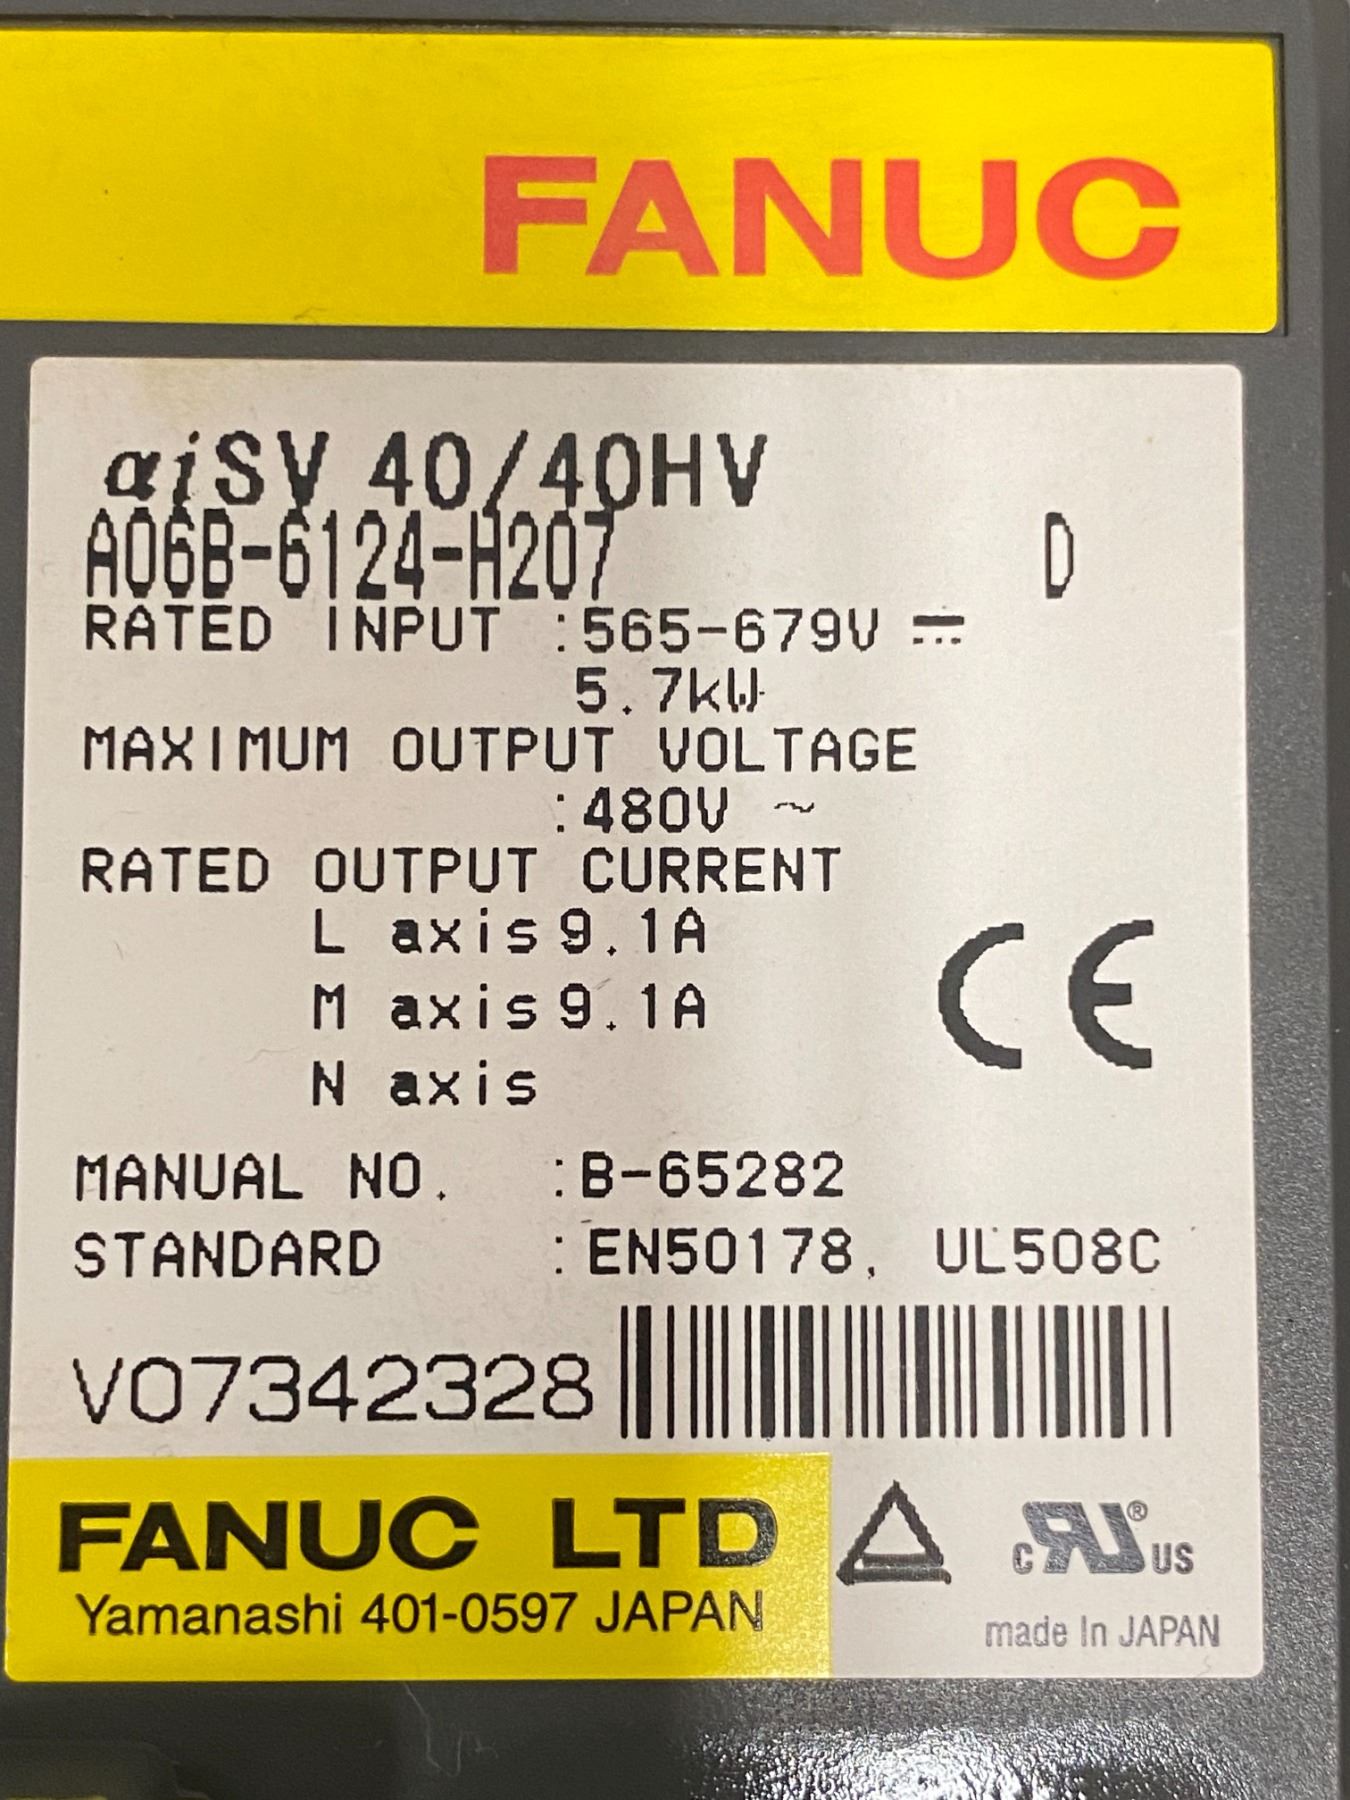 FANUC
αiSV 40/40HV
A06B-6124-H207 D
RATED INPUT :565-679V ⎓
5.7kW
MAXIMUM OUTPUT VOLTAGE
:480V ~
RATED OUTPUT CURRENT
L axis 9.1A
M axis 9.1A
N axis
CE
MANUAL NO. :B-65282
STANDARD :EN50178, UL508C
V07342328
FANUC LTD
Yamanashi 401-0597 JAPAN
c RU® US
made In JAPAN